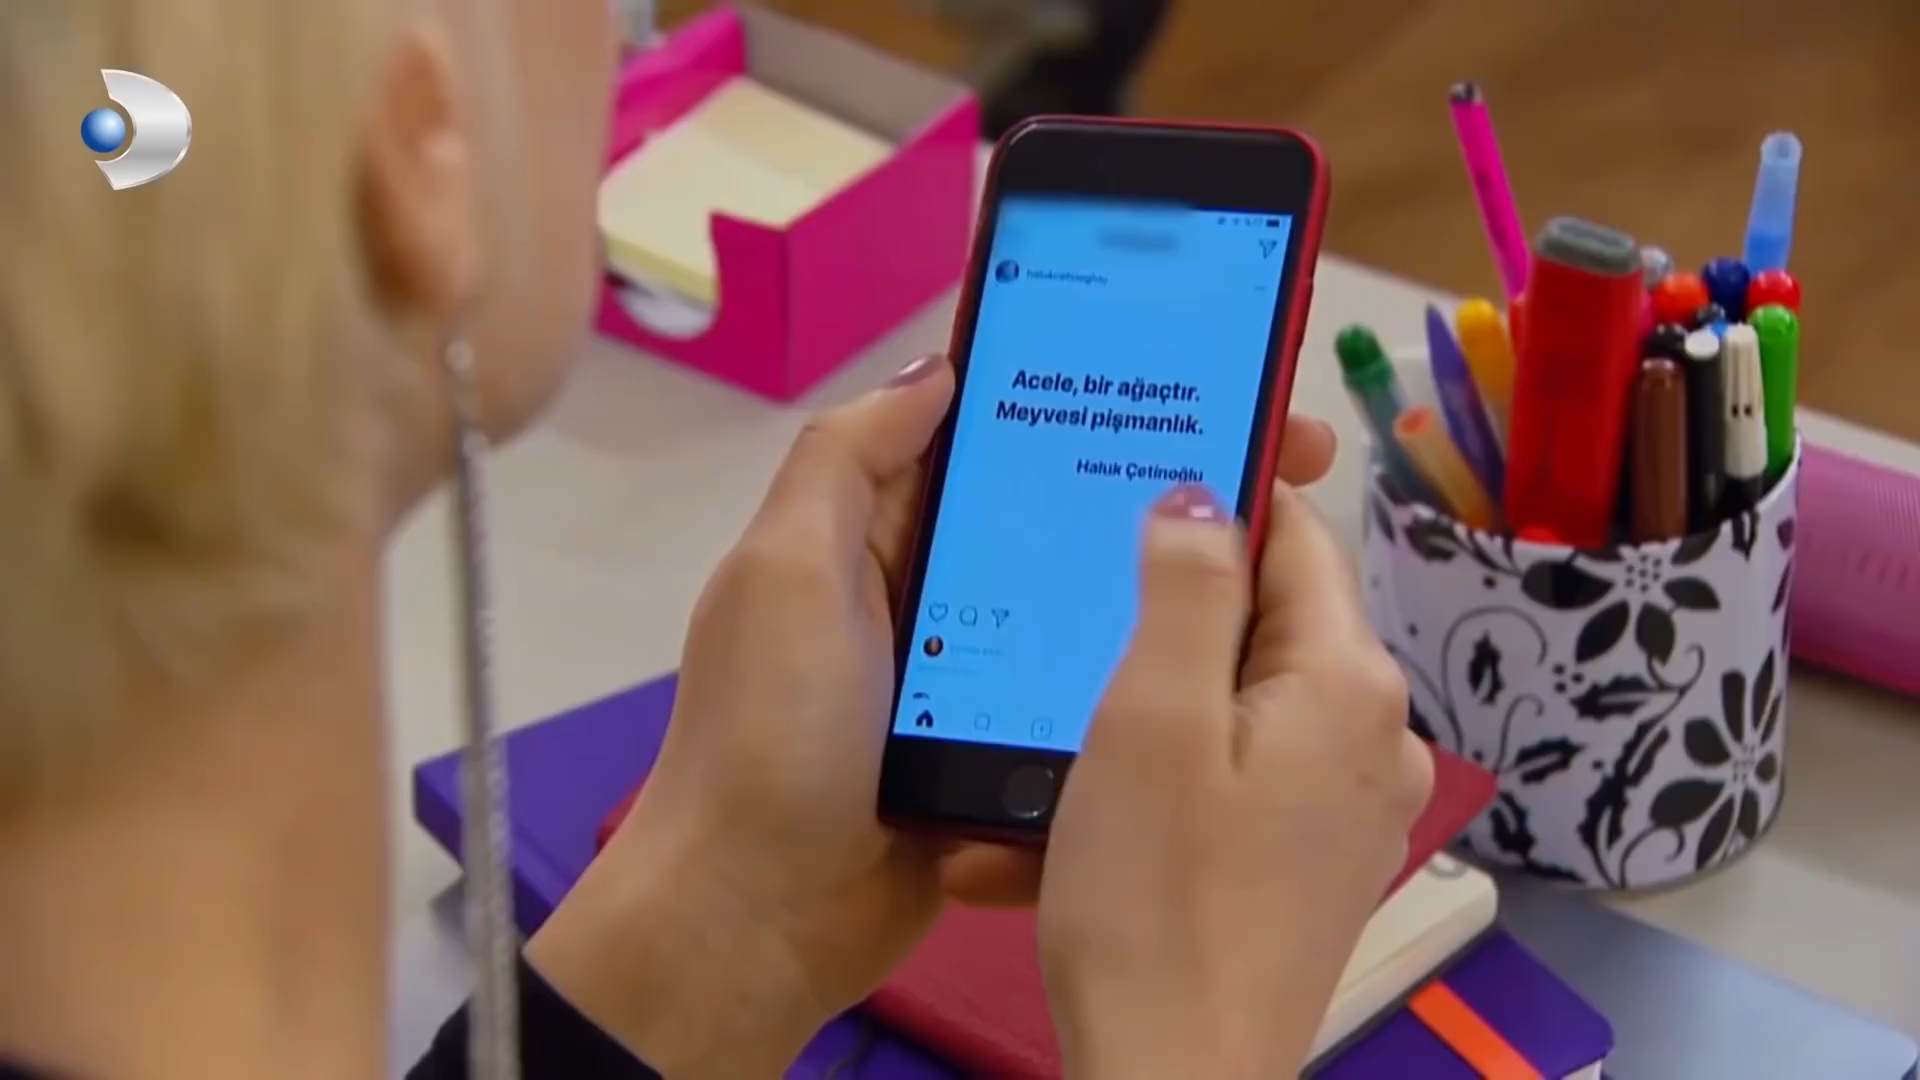 Acele, bir ağaçtır.
Meyvesi pişmanlık.
Haluk Çetinoğlu